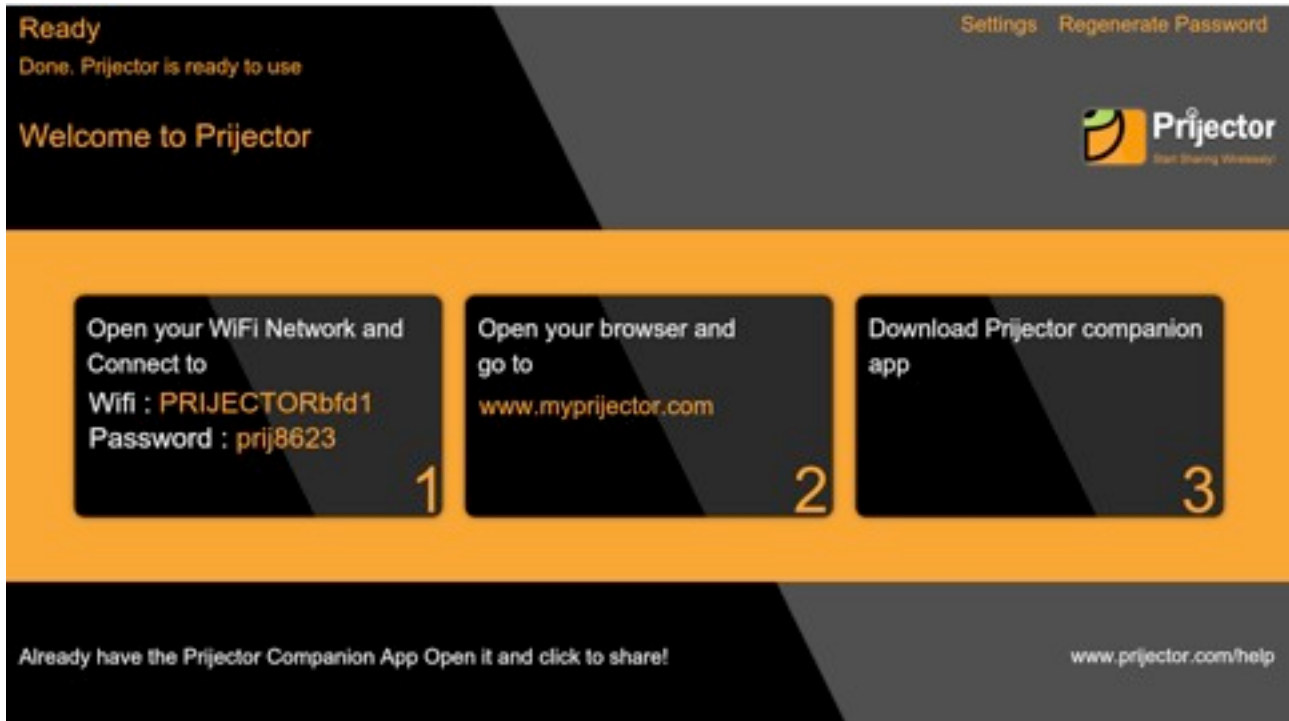 Ready
Settings Regenerate Password
Done. Prijector is ready to use
Welcome to Prijector
Prijector
Start Sharing Wirelessly!
Open your WiFi Network and
Connect to
Wifi : PRIJECTORbfd1
Password : prij8623
1
Open your browser and
go to
www.myprijector.com
2
Download Prijector companion
app
3
Already have the Prijector Companion App Open it and click to share!
www.prijector.com/help